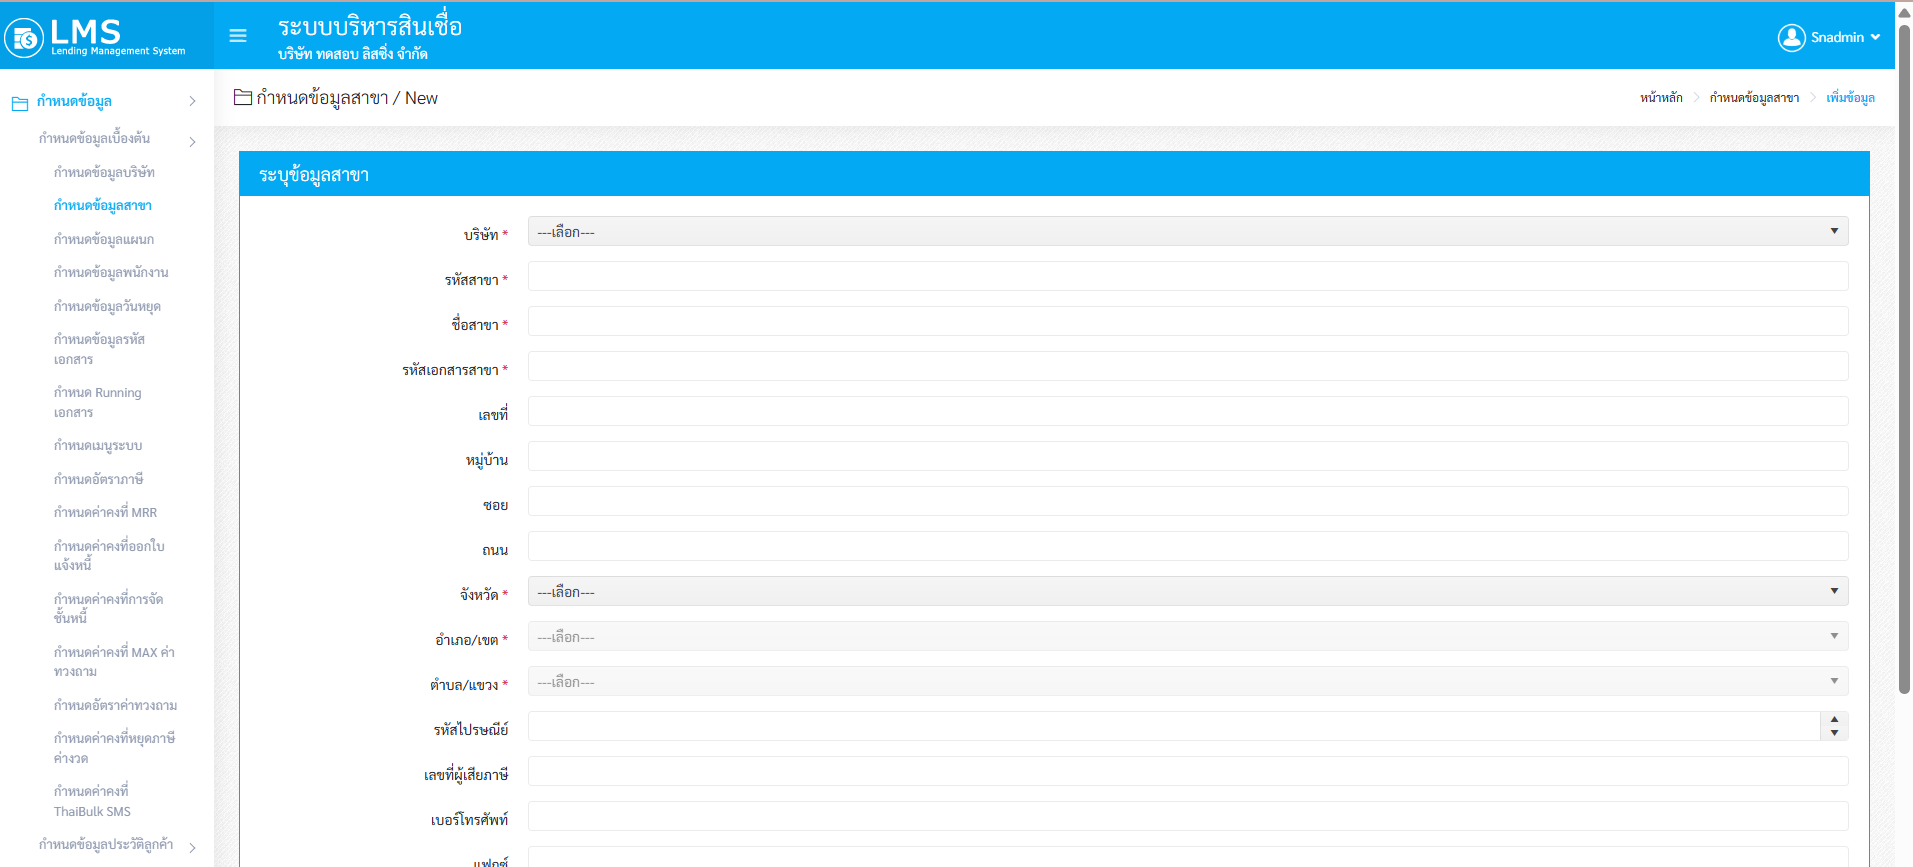 LMS
Lending Management System
ระบบบริหารสินเชื่อ
บริษัท ทดสอบ ลิสซิ่ง จำกัด
Snadmin
กำหนดข้อมูล
กำหนดข้อมูลเบื้องต้น
กำหนดข้อมูลบริษัท
กำหนดข้อมูลสาขา
กำหนดข้อมูลแผนก
กำหนดข้อมูลพนักงาน
กำหนดข้อมูลวันหยุด
กำหนดข้อมูลรหัส
เอกสาร
กำหนด Running
เอกสาร
กำหนดเมนูระบบ
กำหนดอัตราภาษี
กำหนดค่าคงที่ MRR
กำหนดค่าคงที่ออกใบ
แจ้งหนี้
กำหนดค่าคงที่การจัด
ชั้นหนี้
กำหนดค่าคงที่ MAX ค่า
ทวงถาม
กำหนดอัตราค่าทวงถาม
กำหนดค่าคงที่หยุดภาษี
ค่างวด
กำหนดค่าคงที่
ThaiBulk SMS
กำหนดข้อมูลประวัติลูกค้า
กำหนดข้อมูลสาขา / New
หน้าหลัก > กำหนดข้อมูลสาขา > เพิ่มข้อมูล
ระบุข้อมูลสาขา
บริษัท * ---เลือก---
รหัสสาขา *
ชื่อสาขา *
รหัสเอกสารสาขา *
เลขที่
หมู่บ้าน
ซอย
ถนน
จังหวัด * ---เลือก---
อำเภอ/เขต * ---เลือก---
ตำบล/แขวง * ---เลือก---
รหัสไปรษณีย์
เลขที่ผู้เสียภาษี
เบอร์โทรศัพท์
แฟกซ์